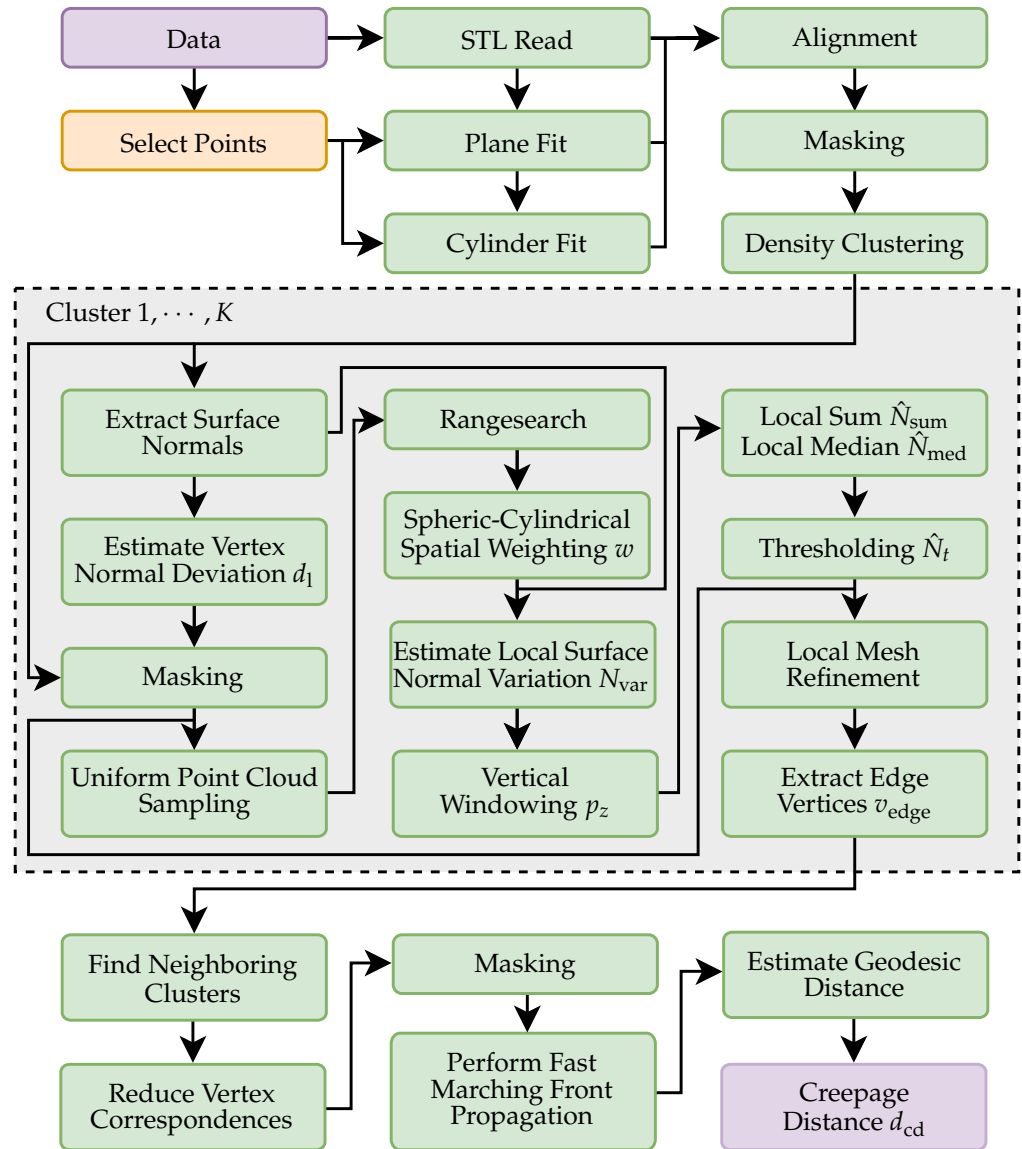 Data
STL Read
Alignment
Select Points
Plane Fit
Masking
Cylinder Fit
Density Clustering
Cluster 1, ··· , K
Extract Surface
Normals
Rangesearch
Local Sum N̂sum
Local Median N̂med
Estimate Vertex
Normal Deviation dl
Spheric-Cylindrical
Spatial Weighting w
Thresholding N̂t
Masking
Estimate Local Surface
Normal Variation Nvar
Local Mesh
Refinement
Uniform Point Cloud
Sampling
Vertical
Windowing pz
Extract Edge
Vertices vedge
Find Neighboring
Clusters
Masking
Estimate Geodesic
Distance
Reduce Vertex
Correspondences
Perform Fast
Marching Front
Propagation
Creepage
Distance dcd